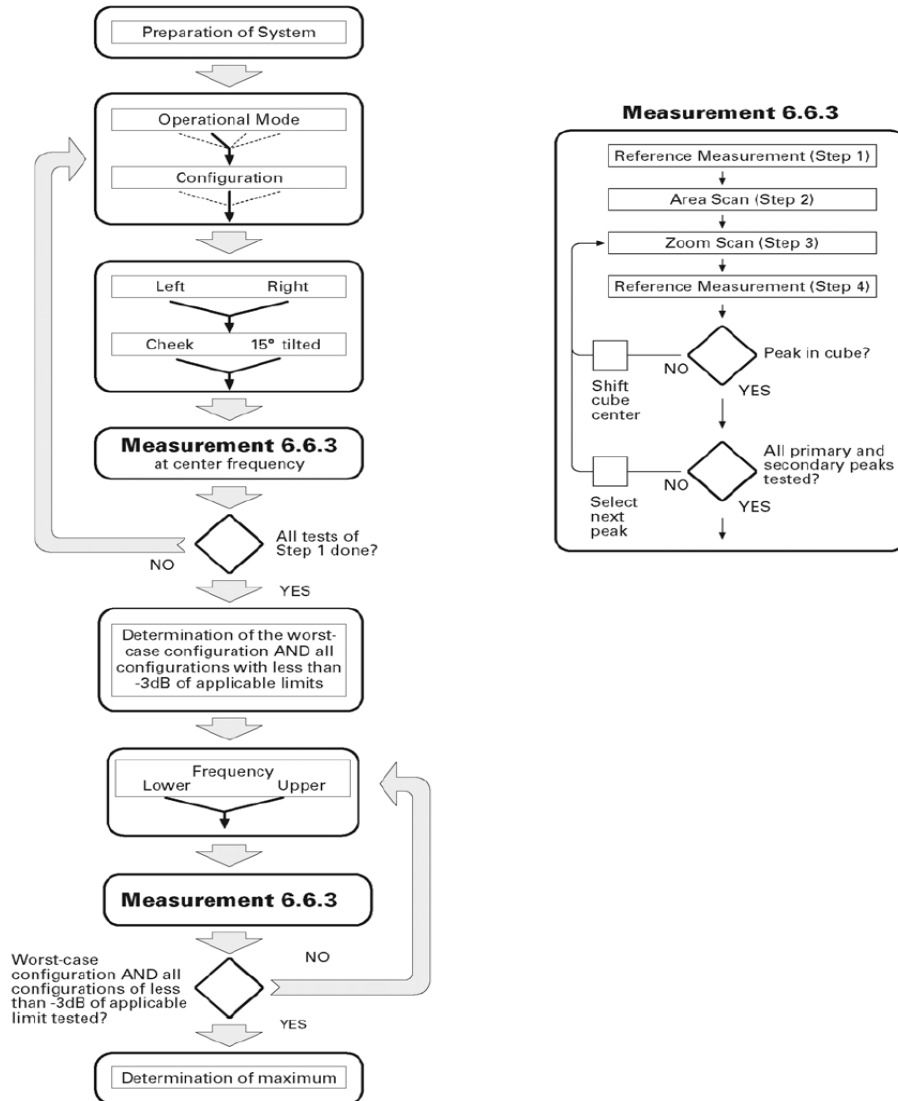 Preparation of System
Operational Mode
Configuration
Left Right
Cheek 15° tilted
Measurement 6.6.3
at center frequency
All tests of
Step 1 done?
NO
YES
Determination of the worst-
case configuration AND all
configurations with less than
-3dB of applicable limits
Frequency
Lower Upper
Measurement 6.6.3
Worst-case
configuration AND all
configurations of less
than -3dB of applicable
limit tested?
NO
YES
Determination of maximum
Measurement 6.6.3
Reference Measurement (Step 1)
Area Scan (Step 2)
Zoom Scan (Step 3)
Reference Measurement (Step 4)
Peak in cube?
NO
YES
Shift
cube
center
All primary and
secondary peaks
tested?
NO
YES
Select
next
peak